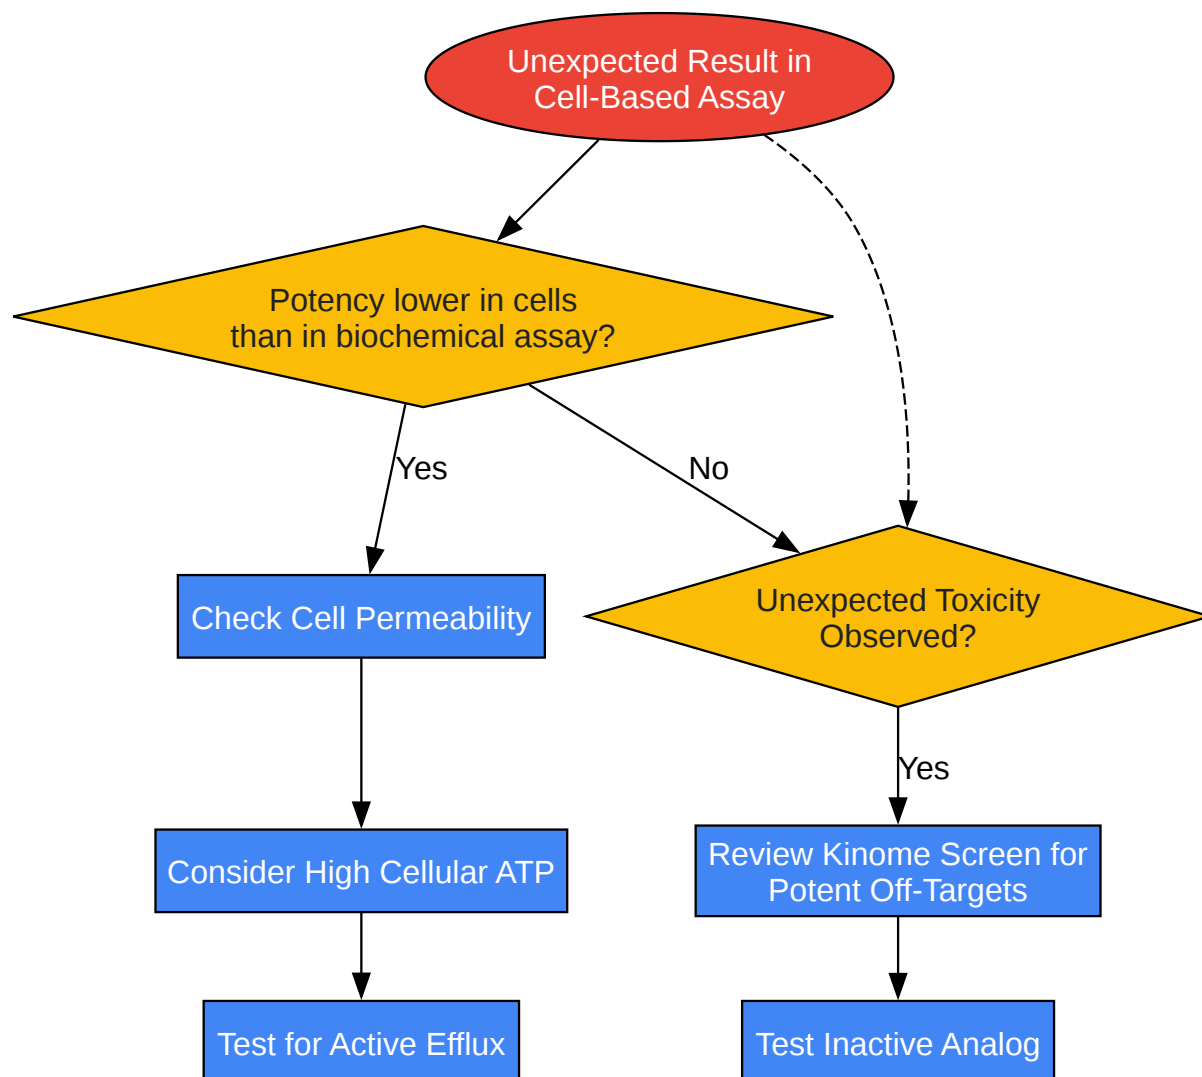 Unexpected Result in
Cell-Based Assay
Potency lower in cells
than in biochemical assay?
Yes
No
Unexpected Toxicity
Observed?
Check Cell Permeability
Yes
Consider High Cellular ATP
Review Kinome Screen for
Potent Off-Targets
Test for Active Efflux
Test Inactive Analog